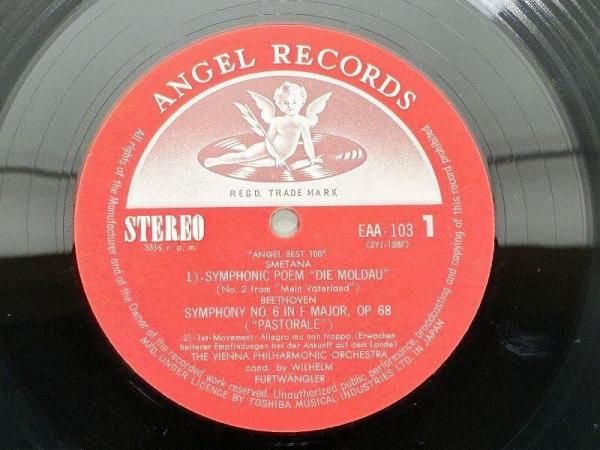 ANGEL RECORDS
REGD. TRADE MARK
STEREO
33⅓ r. p. m.
EAA-103 1
(2YJ-1287)
"ANGEL BEST 100"
SMETANA
1)-SYMPHONIC POEM "DIE MOLDAU"
(No. 2 from "Mein Vaterland")
BEETHOVEN
SYMPHONY NO. 6 IN F MAJOR, OP. 68
("PASTORALE")
2)-1st-Movement: Allegro ma non troppo (Erwachen
heiterer Empfindungen bei der Ankunft auf dem Lande)
THE VIENNA PHILHARMONIC ORCHESTRA
cond. by WILHELM
FURTWÄNGLER
All rights of the Manufacturer and of the Owner of the recorded work reserved. Unauthorized public performance, broadcasting and copying of this record prohibited
MFG. UNDER LICENCE BY TOSHIBA MUSICAL INDUSTRIES LTD. IN JAPAN